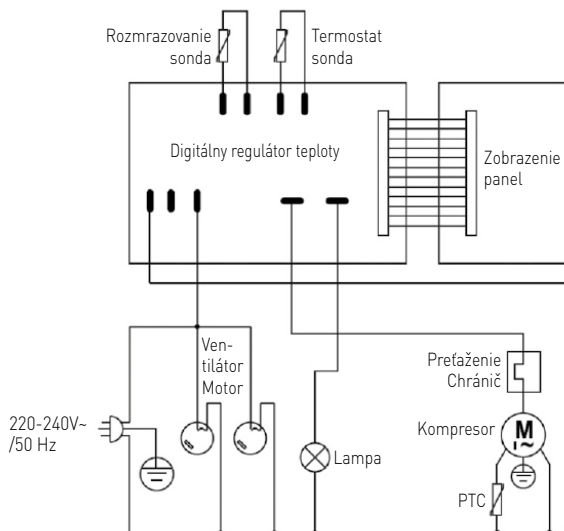 Rozmrazovanie
sonda
Termostat
sonda
Digitálny regulátor teploty
Zobrazenie
panel
Ven-
tilátor
Motor
Preťaženie
Chránič
220-240V~
/50 Hz
Kompresor
M
~
Lampa
PTC